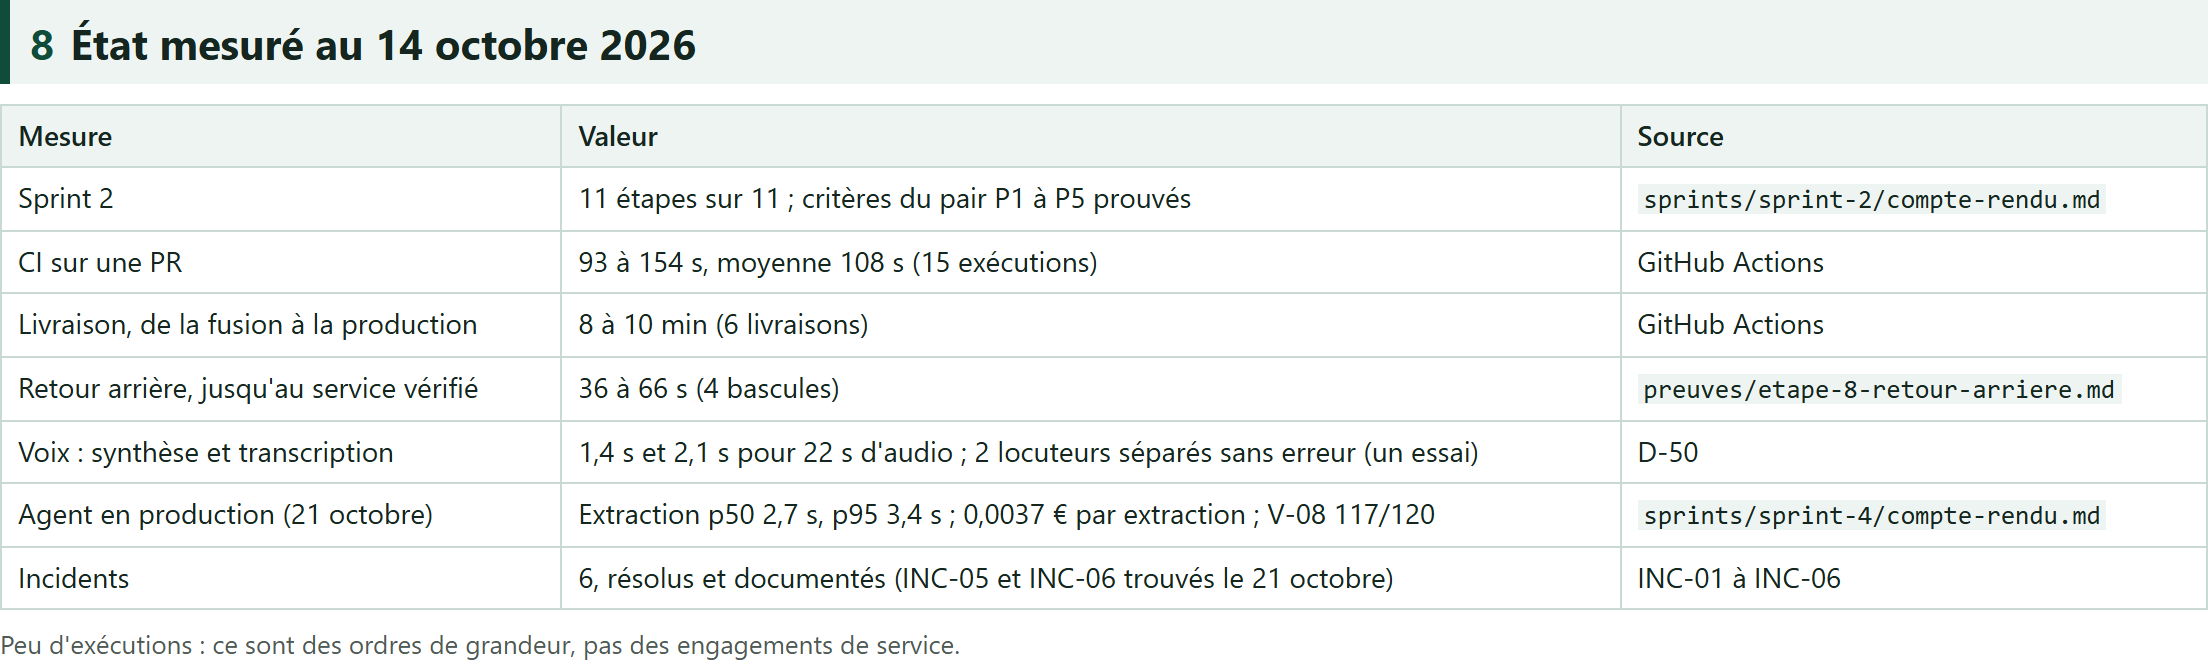 8 État mesuré au 14 octobre 2026
Mesure Valeur Source
Sprint 2 11 étapes sur 11 ; critères du pair P1 à P5 prouvés sprints/sprint-2/compte-rendu.md
CI sur une PR 93 à 154 s, moyenne 108 s (15 exécutions) GitHub Actions
Livraison, de la fusion à la production 8 à 10 min (6 livraisons) GitHub Actions
Retour arrière, jusqu'au service vérifié 36 à 66 s (4 bascules) preuves/etape-8-retour-arriere.md
Voix : synthèse et transcription 1,4 s et 2,1 s pour 22 s d'audio ; 2 locuteurs séparés sans erreur (un essai) D-50
Agent en production (21 octobre) Extraction p50 2,7 s, p95 3,4 s ; 0,0037 € par extraction ; V-08 117/120 sprints/sprint-4/compte-rendu.md
Incidents 6, résolus et documentés (INC-05 et INC-06 trouvés le 21 octobre) INC-01 à INC-06
Peu d'exécutions : ce sont des ordres de grandeur, pas des engagements de service.